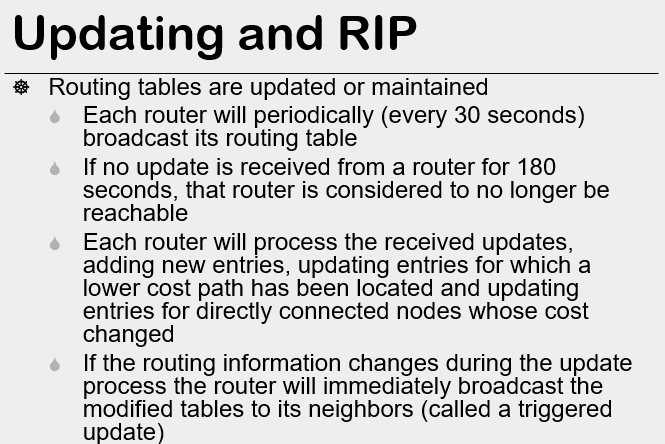 Updating and RIP
Routing tables are updated or maintained
Each router will periodically (every 30 seconds)
broadcast its routing table
If no update is received from a router for 180
seconds, that router is considered to no longer be
reachable
Each router will process the received updates,
adding new entries, updating entries for which a
lower cost path has been located and updating
entries for directly connected nodes whose cost
changed
If the routing information changes during the update
process the router will immediately broadcast the
modified tables to its neighbors (called a triggered
update)